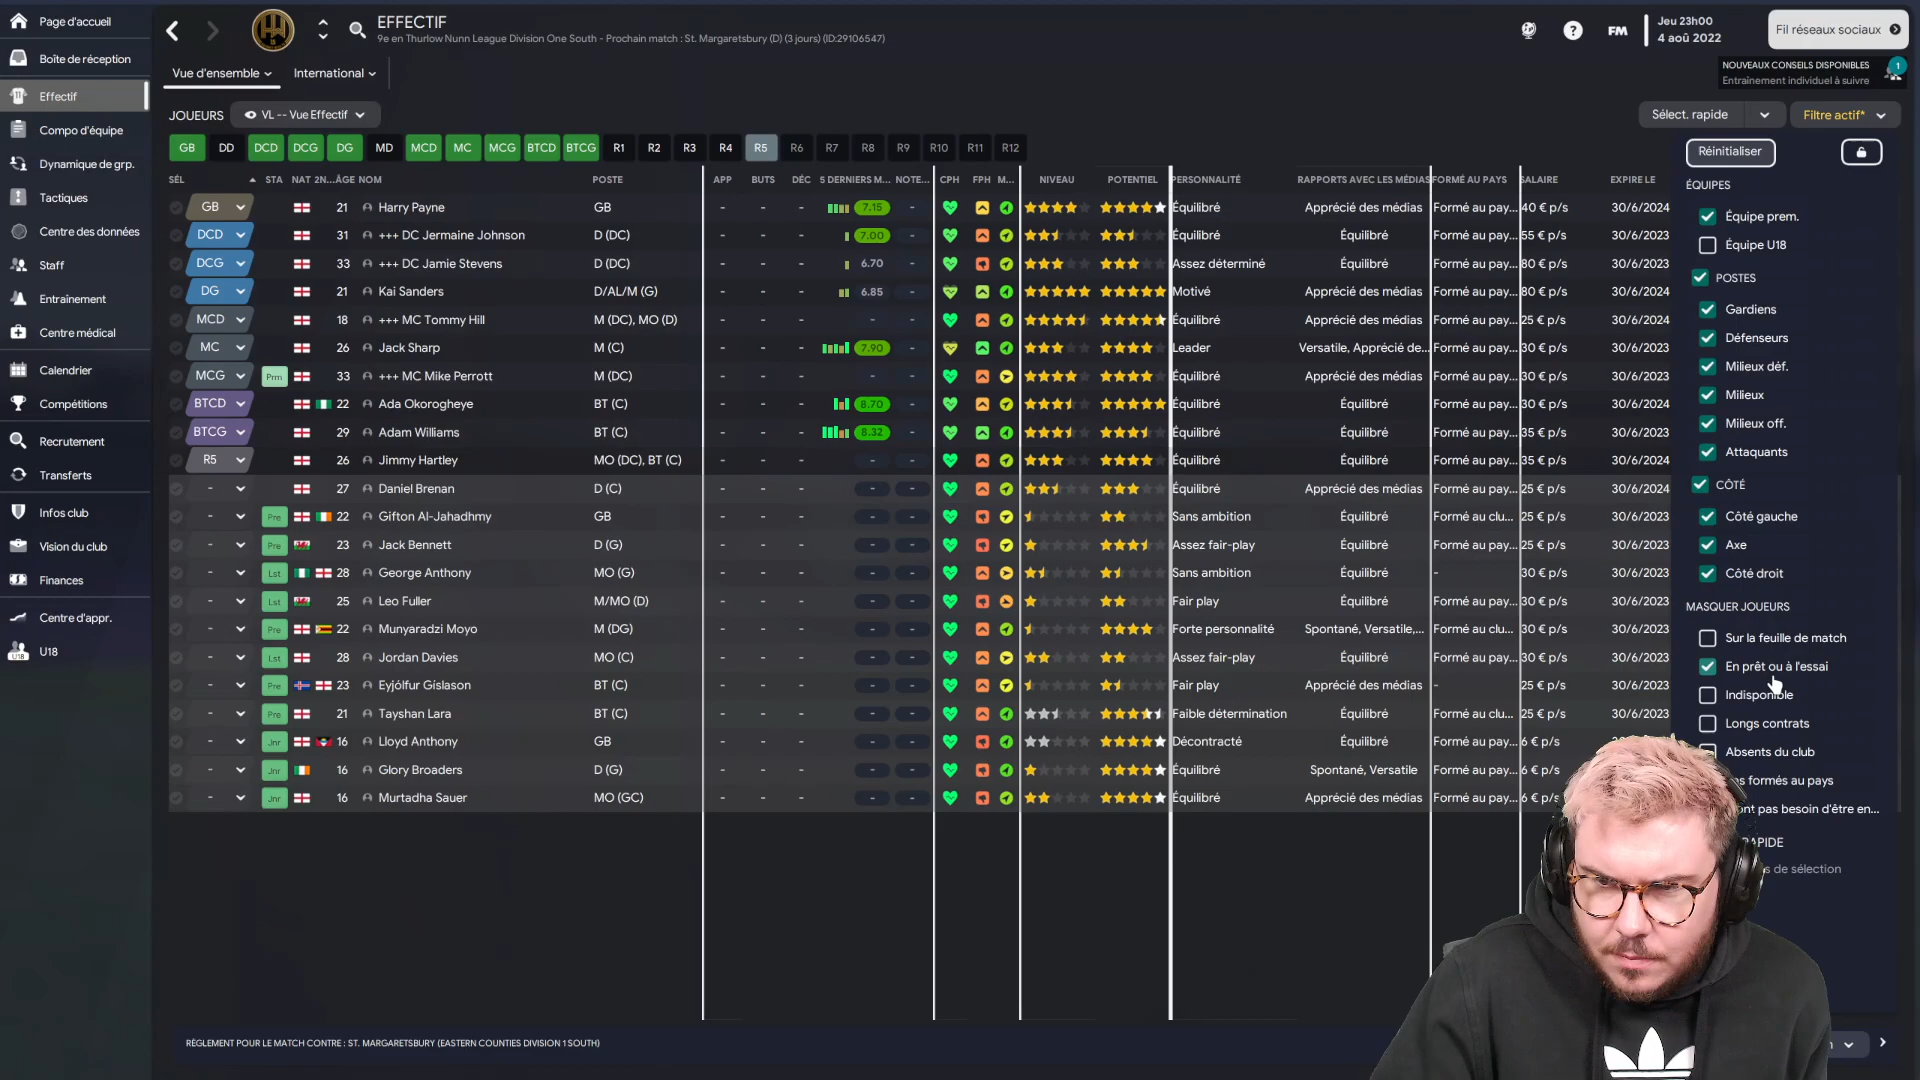 Page d'accueil
Boîte de réception
Effectif
Compo d'équipe
Dynamique de grp.
Tactiques
Centre des données
Staff
Entraînement
Centre médical
Calendrier
Compétitions
Recrutement
Transferts
Infos club
Vision du club
Finances
Centre d'appr.
U18
EFFECTIF
9e en Thurlow Nunn League Division One South - Prochain match : St. Margaretsbury (D) (3 jours) (ID:29106547)
FM
Jeu 23h00
4 aoû 2022
Fil réseaux sociaux
Vue d'ensemble International
NOUVEAUX CONSEILS DISPONIBLES 1
Entraînement individuel à suivre
JOUEURS VL -- Vue Effectif
Sélect. rapide Filtre actif*
GB DD DCD DCG DG MD MCD MC MCG BTCD BTCG R1 R2 R3 R4 R5 R6 R7 R8 R9 R10 R11 R12
SÉL STA NAT 2N... ÂGE NOM POSTE APP BUTS DÉC 5 DERNIERS M... NOTE... CPH FPH M... NIVEAU POTENTIEL PERSONNALITÉ RAPPORTS AVEC LES MÉDIAS FORMÉ AU PAYS SALAIRE EXPIRE LE
GB 21 Harry Payne GB - - - 7.15 - Équilibré Apprécié des médias Formé au pay... 40 € p/s 30/6/2024
DCD 31 +++ DC Jermaine Johnson D (DC) - - - 7.00 - Équilibré Équilibré Formé au pay... 55 € p/s 30/6/2023
DCG 33 +++ DC Jamie Stevens D (DC) - - - 6.70 - Assez déterminé Équilibré Formé au pay... 80 € p/s 30/6/2023
DG 21 Kai Sanders D/AL/M (G) - - - 6.85 - Motivé Apprécié des médias Formé au pay... 80 € p/s 30/6/2024
MCD 18 +++ MC Tommy Hill M (DC), MO (D) - - - - - Équilibré Apprécié des médias Formé au pay... 25 € p/s 30/6/2024
MC 26 Jack Sharp M (C) - - - 7.90 - Leader Versatile, Apprécié de... Formé au pay... 30 € p/s 30/6/2023
MCG Prm 33 +++ MC Mike Perrott M (DC) - - - - - Équilibré Apprécié des médias Formé au pay... 30 € p/s 30/6/2023
BTCD 22 Ada Okorogheye BT (C) - - - 8.70 - Équilibré Équilibré Formé au pay... 30 € p/s 30/6/2024
BTCG 29 Adam Williams BT (C) - - - 8.32 - Équilibré Équilibré Formé au pay... 35 € p/s 30/6/2023
R5 26 Jimmy Hartley MO (DC), BT (C) - - - - - Équilibré Équilibré Formé au pay... 35 € p/s 30/6/2024
- 27 Daniel Brenan D (C) - - - - - Équilibré Apprécié des médias Formé au pay... 25 € p/s 30/6/2024
- Pre 22 Gifton Al-Jahadhmy GB - - - - - Sans ambition Équilibré Formé au clu... 25 € p/s 30/6/2023
- Pre 23 Jack Bennett D (G) - - - - - Assez fair-play Équilibré Formé au pay... 25 € p/s 30/6/2023
- Lst 28 George Anthony MO (G) - - - - - Sans ambition Équilibré - 30 € p/s 30/6/2023
- Lst 25 Leo Fuller M/MO (D) - - - - - Fair play Équilibré Formé au pay... 30 € p/s 30/6/2023
- Pre 22 Munyaradzi Moyo M (DG) - - - - - Forte personnalité Spontané, Versatile,... Formé au clu... 30 € p/s 30/6/2023
- Lst 28 Jordan Davies MO (C) - - - - - Assez fair-play Équilibré Formé au pay... 30 € p/s 30/6/2023
- Pre 23 Eyjólfur Gíslason BT (C) - - - - - Fair play Apprécié des médias - 25 € p/s 30/6/2023
- Pre 21 Tayshan Lara BT (C) - - - - - Faible détermination Équilibré Formé au clu... 25 € p/s 30/6/2023
- Jnr 16 Lloyd Anthony GB - - - - - Décontracté Équilibré Formé au pay... 6 € p/s 30/6/2023
- Jnr 16 Glory Broaders D (G) - - - - - Équilibré Spontané, Versatile Formé au pay... 6 € p/s
- Jnr 16 Murtadha Sauer MO (GC) - - - - - Équilibré Apprécié des médias Formé au pay... 6 € p/s
Réinitialiser
ÉQUIPES
Équipe prem.
Équipe U18
POSTES
Gardiens
Défenseurs
Milieu déf.
Milieu
Milieu off.
Attaquants
CÔTÉ
Côté gauche
Axe
Côté droit
MASQUER JOUEURS
Sur la feuille de match
En prêt ou à l'essai
Indisponible
Longs contrats
Absents du club
formés au pays
pas besoin d'être en...
RAPIDE
de sélection
RÈGLEMENT POUR LE MATCH CONTRE : ST. MARGARETSBURY (EASTERN COUNTIES DIVISION 1 SOUTH)